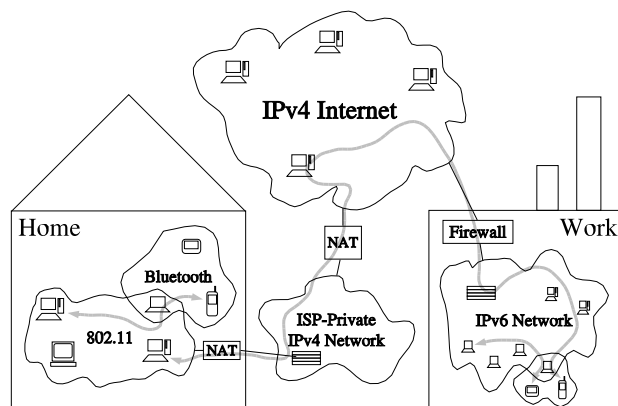 IPv4 Internet
Home
Work
NAT
Firewall
Bluetooth
802.11
NAT
ISP-Private
IPv4 Network
IPv6 Network